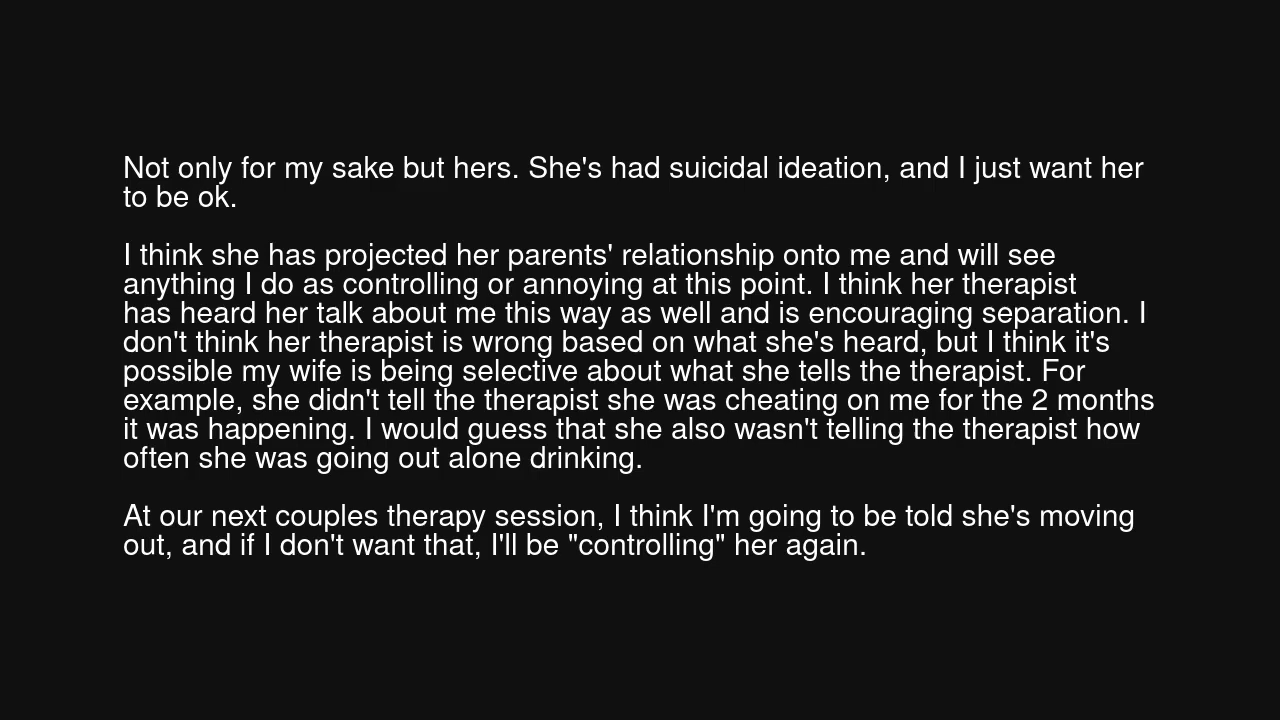 Not only for my sake but hers. She's had suicidal ideation, and I just want her
to be ok.
I think she has projected her parents' relationship onto me and will see
anything I do as controlling or annoying at this point. I think her therapist
has heard her talk about me this way as well and is encouraging separation. I
don't think her therapist is wrong based on what she's heard, but I think it's
possible my wife is being selective about what she tells the therapist. For
example, she didn't tell the therapist she was cheating on me for the 2 months
it was happening. I would guess that she also wasn't telling the therapist how
often she was going out alone drinking.
At our next couples therapy session, I think I'm going to be told she's moving
out, and if I don't want that, I'll be "controlling" her again.